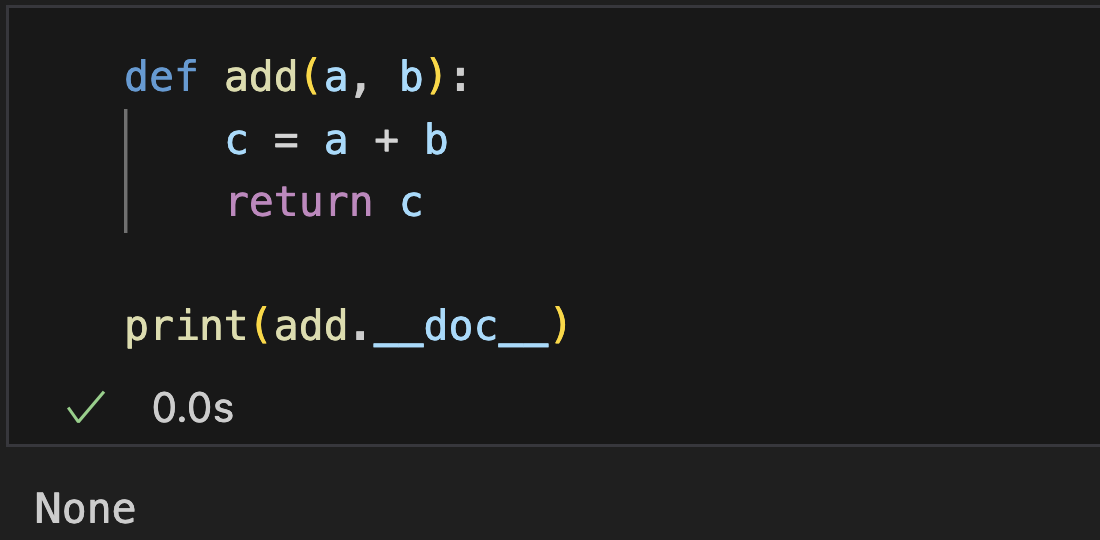 def add(a, b):
    c = a + b
    return c
print(add.__doc__)
0.0s
None